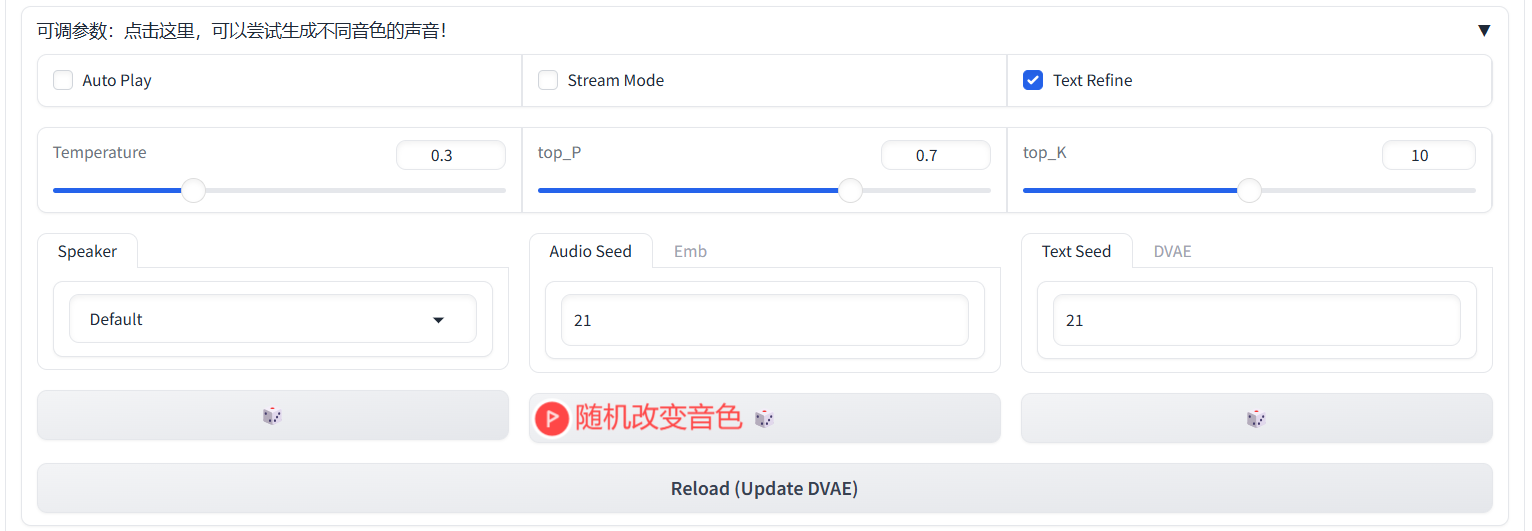 可调参数：点击这里，可以尝试生成不同音色的声音！
Auto Play
Stream Mode
Text Refine
Temperature
0.3
top_P
0.7
top_K
10
Speaker
Audio Seed
Emb
Text Seed
DVAE
Default
21
21
随机改变音色
Reload (Update DVAE)